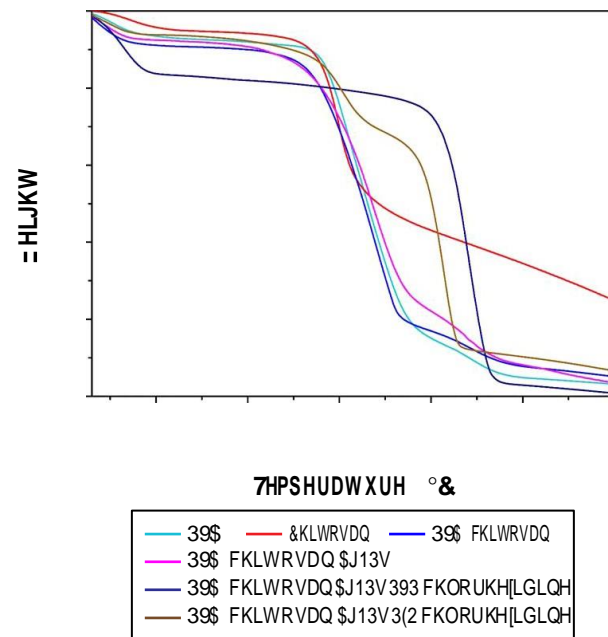 = HLJKW
7HPSHUDWXUH °&
39$ &KLWRVDQ 39$ FKLWRVDQ
39$ FKLWRVDQ $J13V
39$ FKLWRVDQ $J13V 393 FKORUKH[LGLQH
39$ FKLWRVDQ $J13V 3(2 FKORUKH[LGLQH